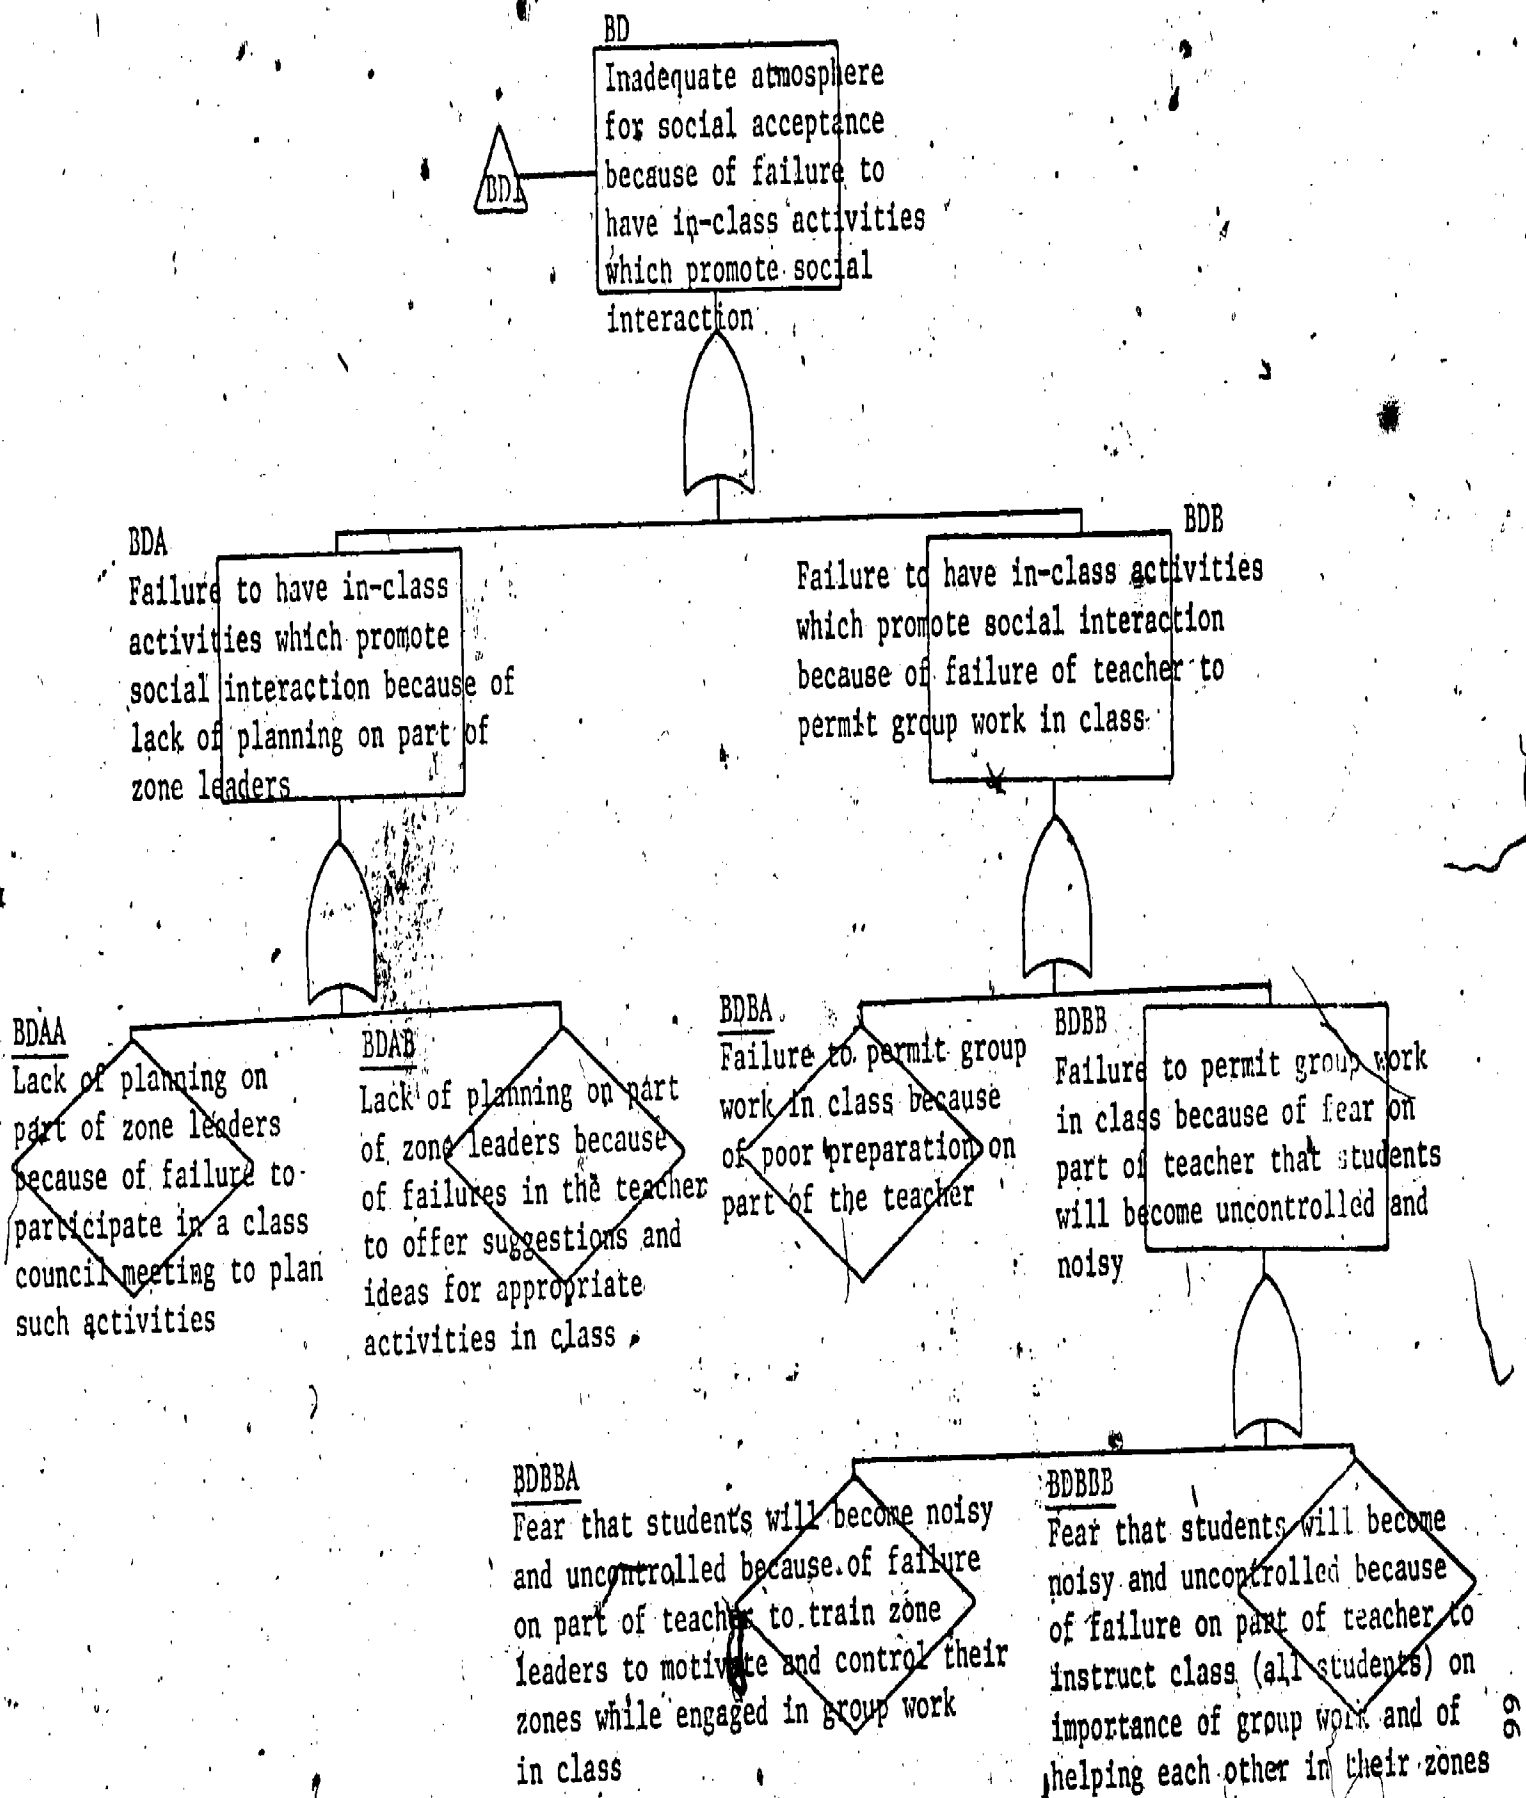 BD
Inadequate atmosphere
for social acceptance
because of failure to
have in-class activities
which promote social
interaction
BD1
BDA
Failure to have in-class
activities which promote
social interaction because of
lack of planning on part of
zone leaders
BDB
Failure to have in-class activities
which promote social interaction
because of failure of teacher to
permit group work in class
BDAA
Lack of planning on
part of zone leaders
because of failure to
participate in a class
council meeting to plan
such activities
BDAB
Lack of planning on part
of zone leaders because
of failures in the teacher
to offer suggestions and
ideas for appropriate
activities in class
BDBA
Failure to permit group
work in class because
of poor preparation on
part of the teacher
BDBB
Failure to permit group work
in class because of fear on
part of teacher that students
will become uncontrolled and
noisy
BDBBA
Fear that students will become noisy
and uncontrolled because of failure
on part of teacher to train zone
leaders to motivate and control their
zones while engaged in group work
in class
BDBBB
Fear that students will become
noisy and uncontrolled because
of failure on part of teacher to
instruct class (all students) on
importance of group work and of
helping each other in their zones
66